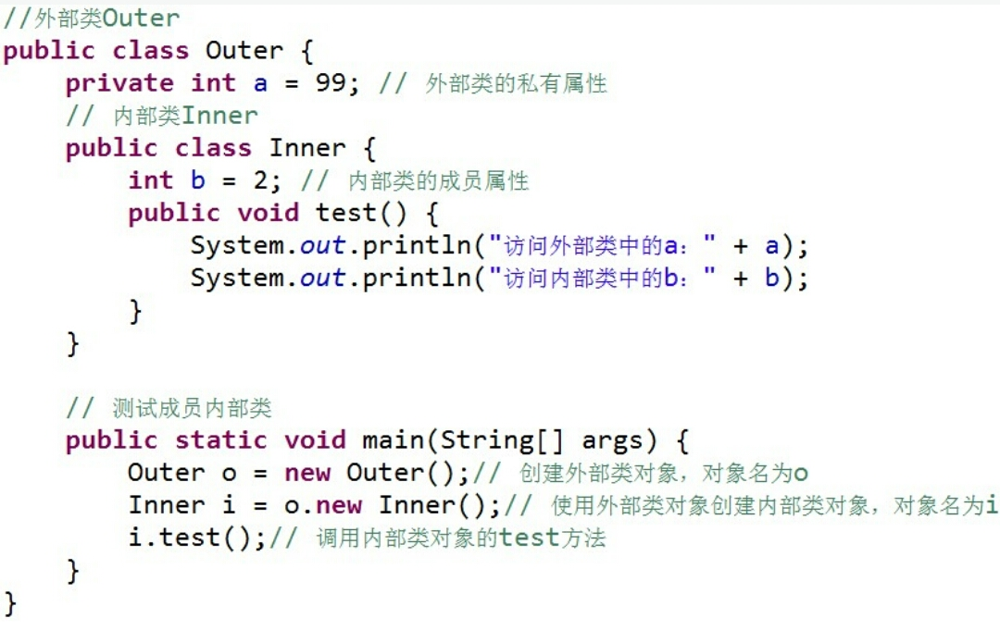 //外部类Outer
public class Outer {
    private int a = 99; // 外部类的私有属性
    // 内部类Inner
    public class Inner {
        int b = 2; // 内部类的成员属性
        public void test() {
            System.out.println("访问外部类中的a：" + a);
            System.out.println("访问内部类中的b：" + b);
        }
    }
    // 测试成员内部类
    public static void main(String[] args) {
        Outer o = new Outer();// 创建外部类对象，对象名为o
        Inner i = o.new Inner();// 使用外部类对象创建内部类对象，对象名为i
        i.test();// 调用内部类对象的test方法
    }
}